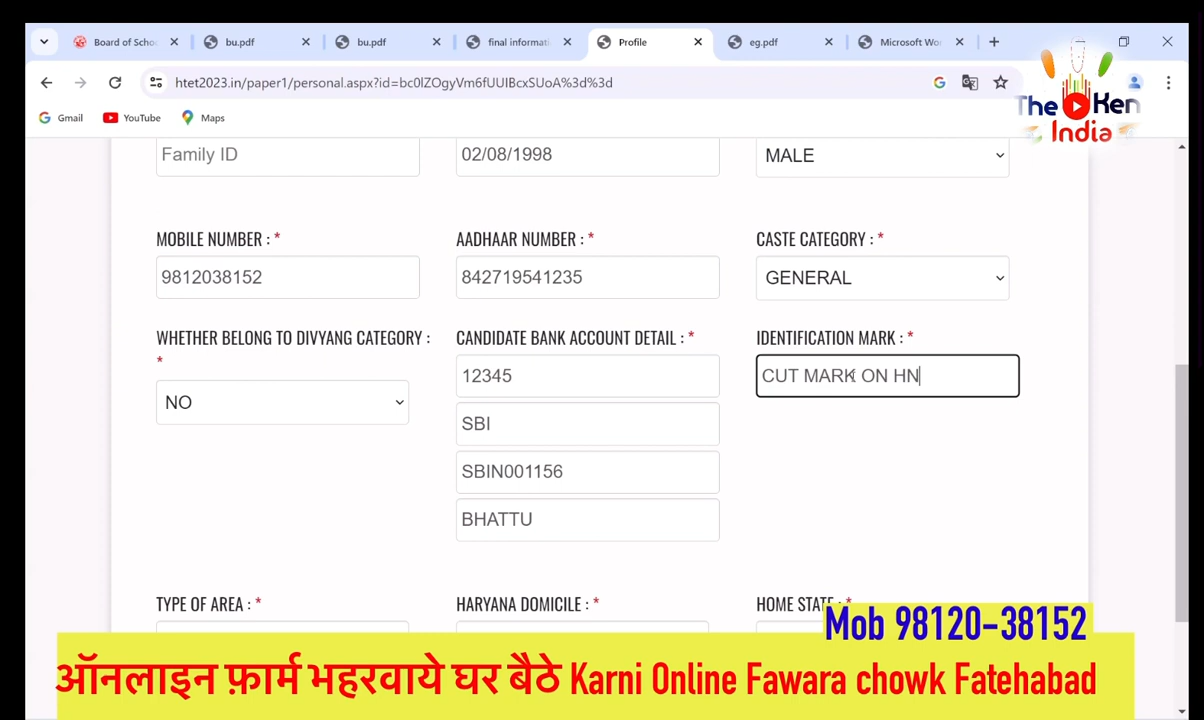 Board of Scho
bu.pdf
bu.pdf
final informati
Profile
eg.pdf
Microsoft Wo
htet2023.in/paper1/personal.aspx?id=bc0lZOgyVm6fUUIBcxSUoA%3d%3d
Gmail
YouTube
Maps
The Ken
India
Family ID
02/08/1998
MALE
MOBILE NUMBER : *
AADHAAR NUMBER : *
CASTE CATEGORY : *
9812038152
842719541235
GENERAL
WHETHER BELONG TO DIVYANG CATEGORY :
*
CANDIDATE BANK ACCOUNT DETAIL : *
IDENTIFICATION MARK : *
12345
CUT MARK ON HN
NO
SBI
SBIN001156
BHATTU
TYPE OF AREA : *
HARYANA DOMICILE : *
HOME STATE : *
Mob 98120-38152
ऑनलाइन फ़ार्म भहरवाये घर बैठे Karni Online Fawara chowk Fatehabad